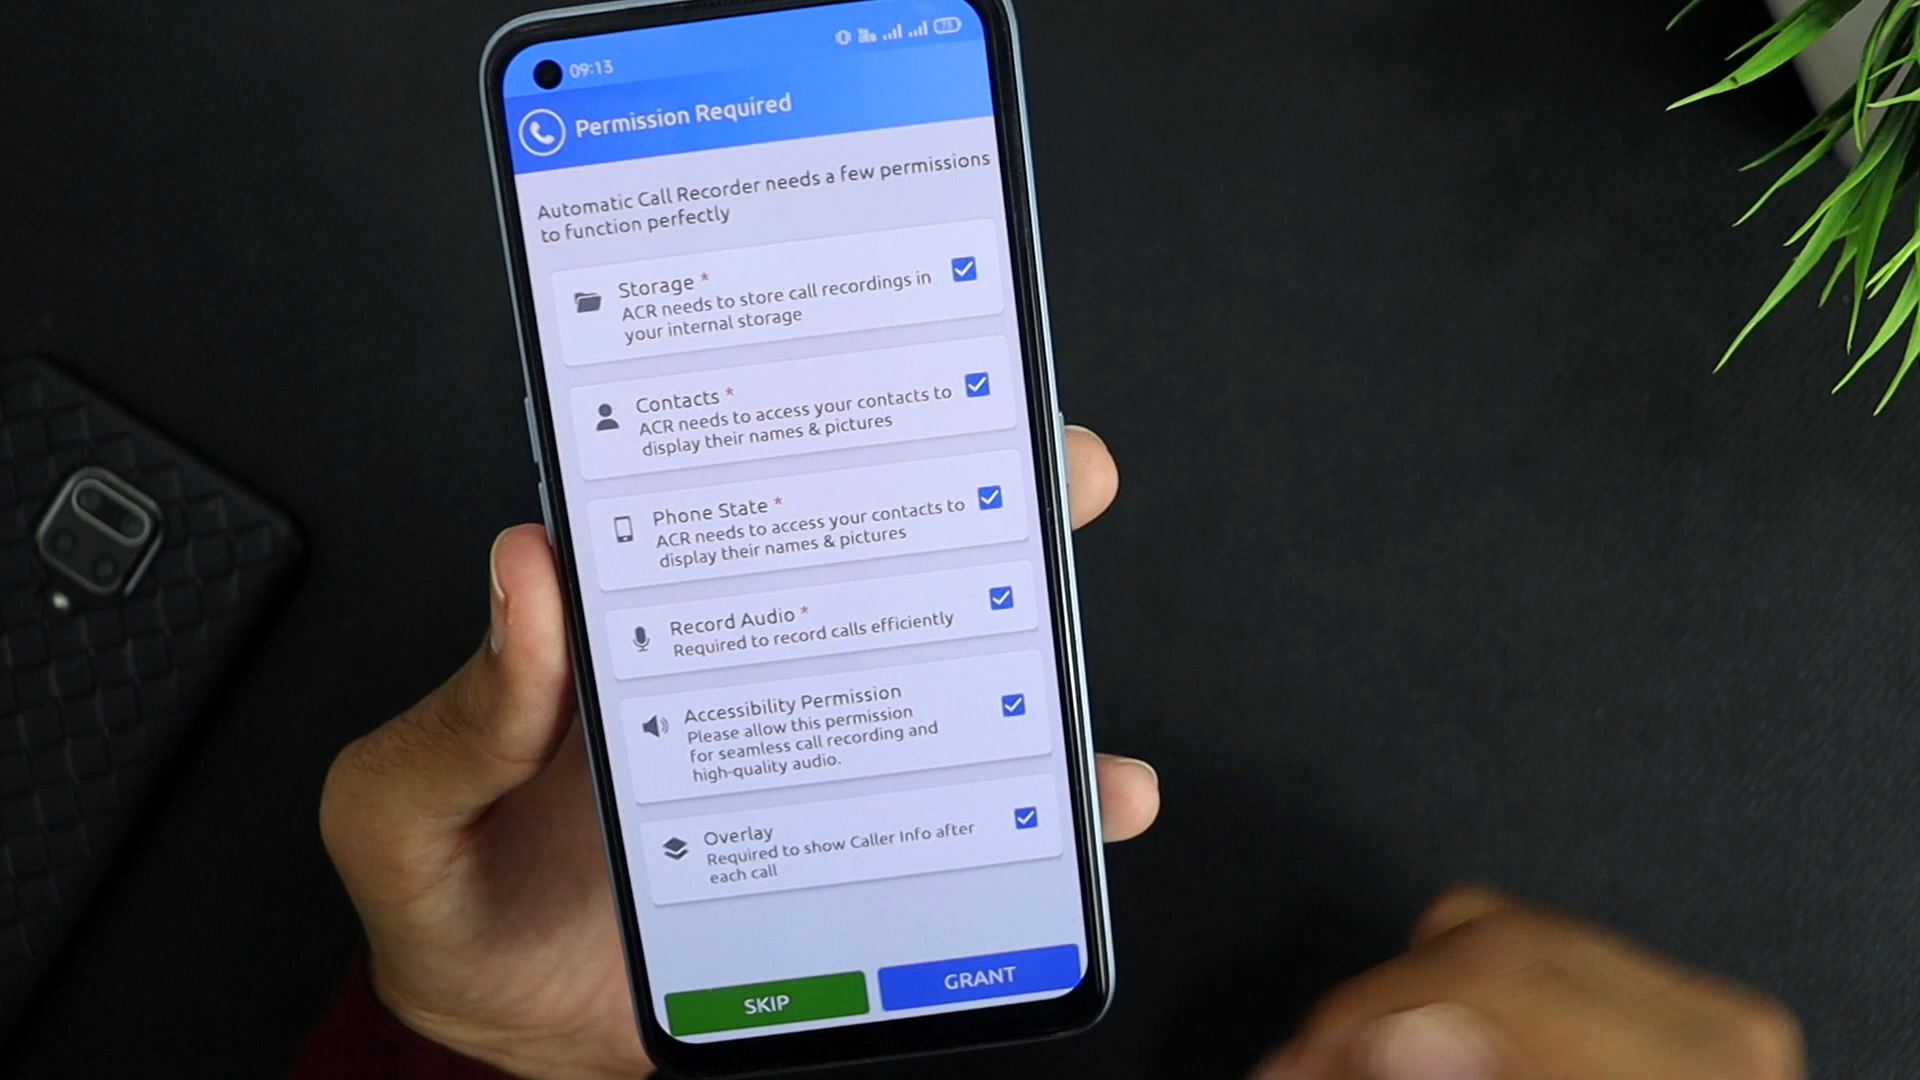 09:13
73
Permission Required
Automatic Call Recorder needs a few permissions
to function perfectly
Storage *
ACR needs to store call recordings in
your internal storage
Contacts *
ACR needs to access your contacts to
display their names & pictures
Phone State *
ACR needs to access your contacts to
display their names & pictures
Record Audio *
Required to record calls efficiently
Accessibility Permission
Please allow this permission
for seamless call recording and
high-quality audio.
Overlay
Required to show Caller Info after
each call
SKIP
GRANT